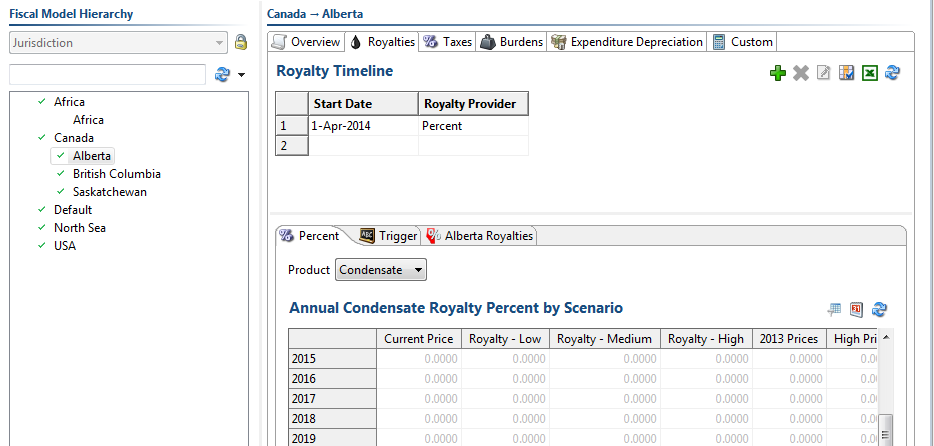 Fiscal Model Hierarchy
Jurisdiction
Africa
Africa
Canada
Alberta
British Columbia
Saskatchewan
Default
North Sea
USA
Canada → Alberta
Overview Royalties Taxes Burdens Expenditure Depreciation Custom
Royalty Timeline
Start Date Royalty Provider
1 1-Apr-2014 Percent
2
Percent Trigger Alberta Royalties
ABC
Product Condensate
Annual Condensate Royalty Percent by Scenario
Current Price Royalty - Low Royalty - Medium Royalty - High 2013 Prices High Pri
2015 0.0000 0.0000 0.0000 0.0000 0.0000 0.0
2016 0.0000 0.0000 0.0000 0.0000 0.0000 0.0
2017 0.0000 0.0000 0.0000 0.0000 0.0000 0.0
2018 0.0000 0.0000 0.0000 0.0000 0.0000 0.0
2019 0.0000 0.0000 0.0000 0.0000 0.0000 0.0